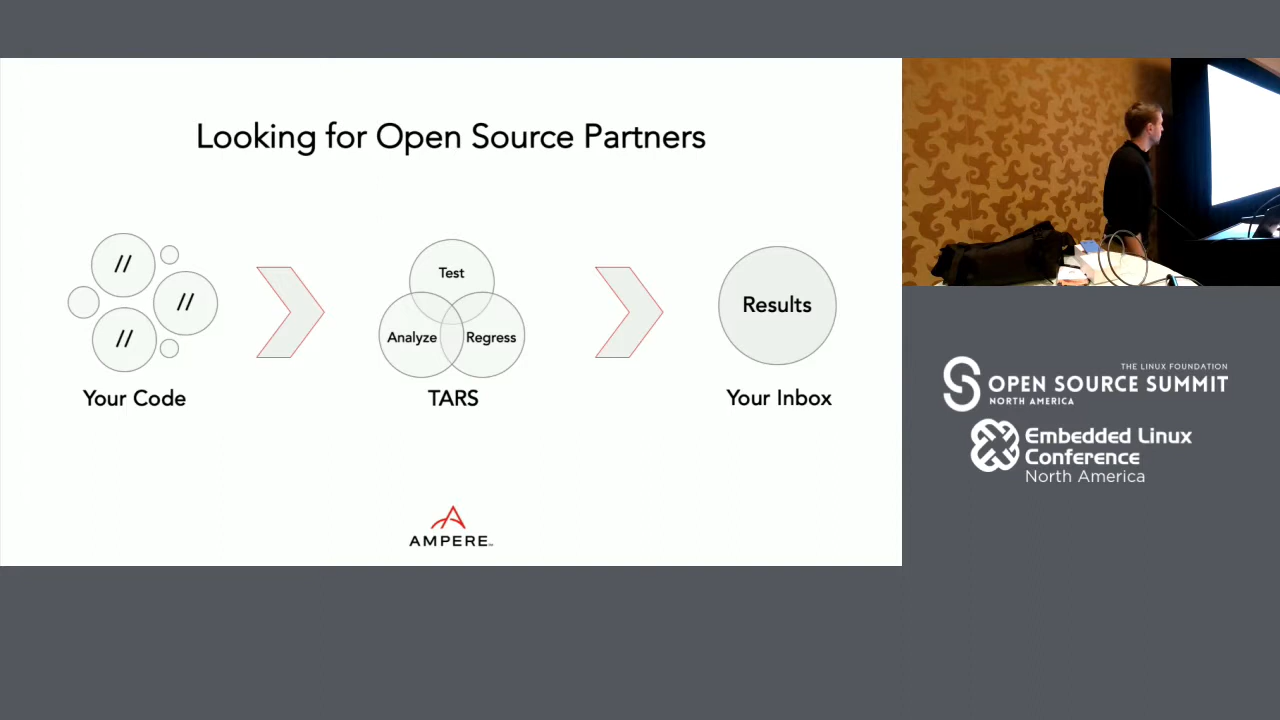 Looking for Open Source Partners
//
//
//
Your Code
Test
Analyze
Regress
TARS
Results
Your Inbox
AMPERE
THE LINUX FOUNDATION
OPEN SOURCE SUMMIT
NORTH AMERICA
Embedded Linux
Conference
North America